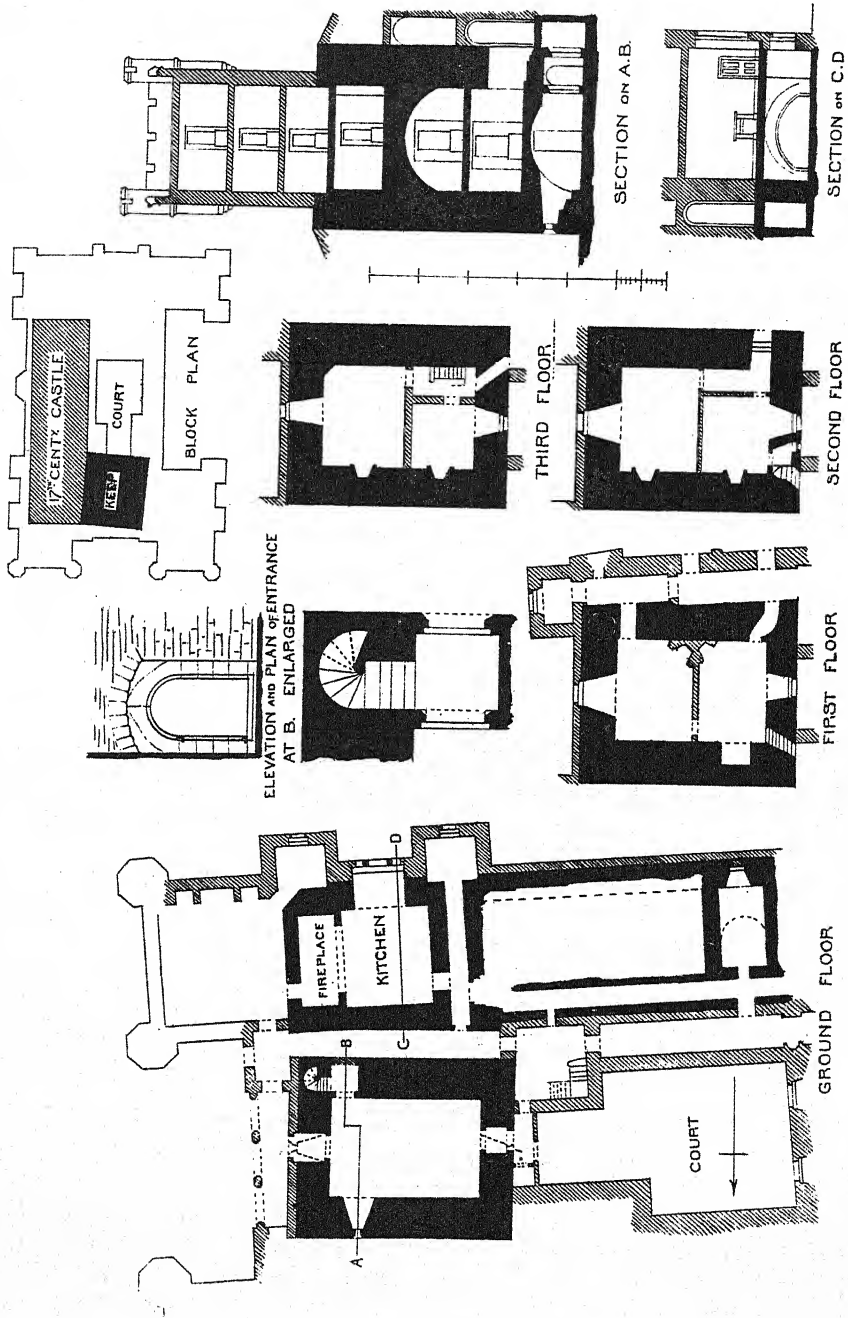 17TH CENTY CASTLE
KEEP
COURT
BLOCK PLAN
SECTION ON A.B.
SECTION ON C.D
ELEVATION AND PLAN OF ENTRANCE
AT B. ENLARGED
THIRD FLOOR
SECOND FLOOR
FIRST FLOOR
FIREPLACE
KITCHEN
A
B
C
D
COURT
GROUND FLOOR